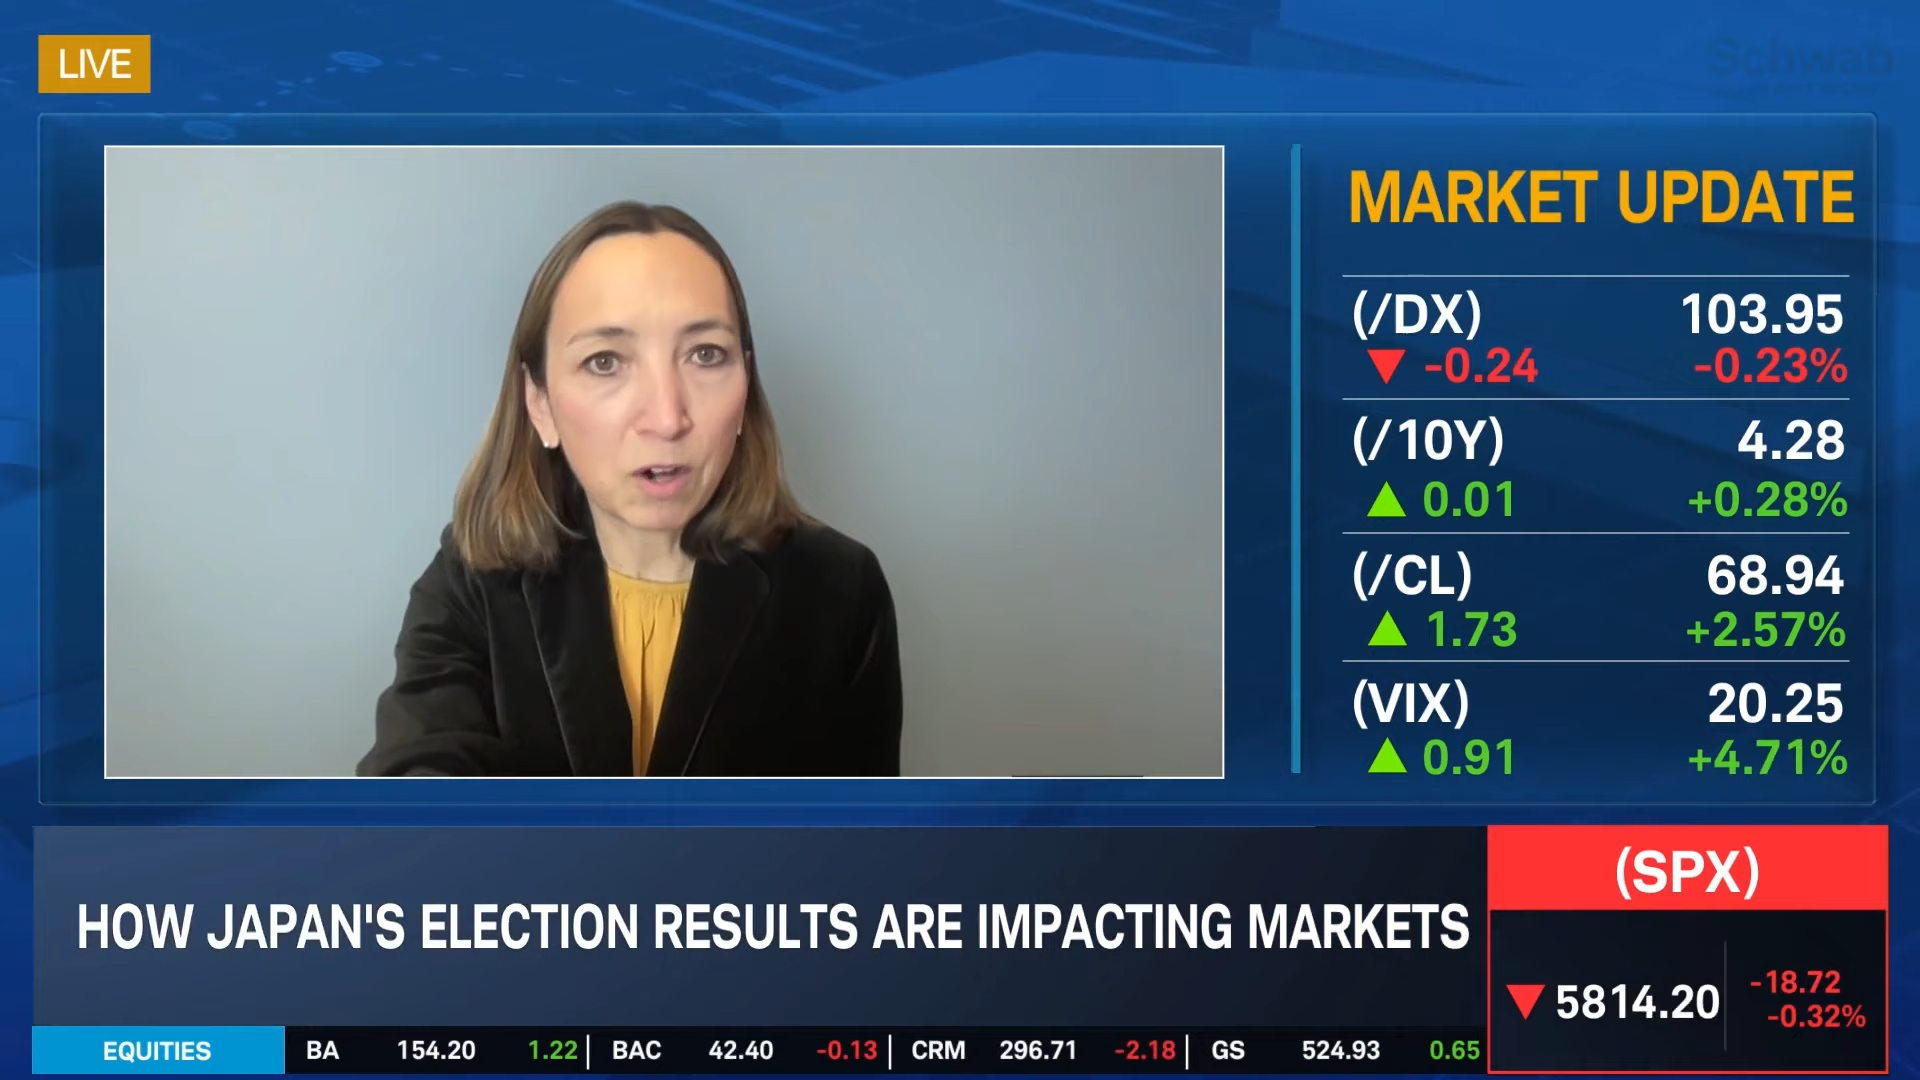 LIVE
Schwab
MARKET UPDATE
(/DX) 103.95
▼ -0.24 -0.23%
(/10Y) 4.28
▲ 0.01 +0.28%
(/CL) 68.94
▲ 1.73 +2.57%
(VIX) 20.25
▲ 0.91 +4.71%
HOW JAPAN'S ELECTION RESULTS ARE IMPACTING MARKETS
(SPX)
▼ 5814.20 -18.72
-0.32%
EQUITIES BA 154.20 1.22 | BAC 42.40 -0.13 | CRM 296.71 -2.18 | GS 524.93 0.65